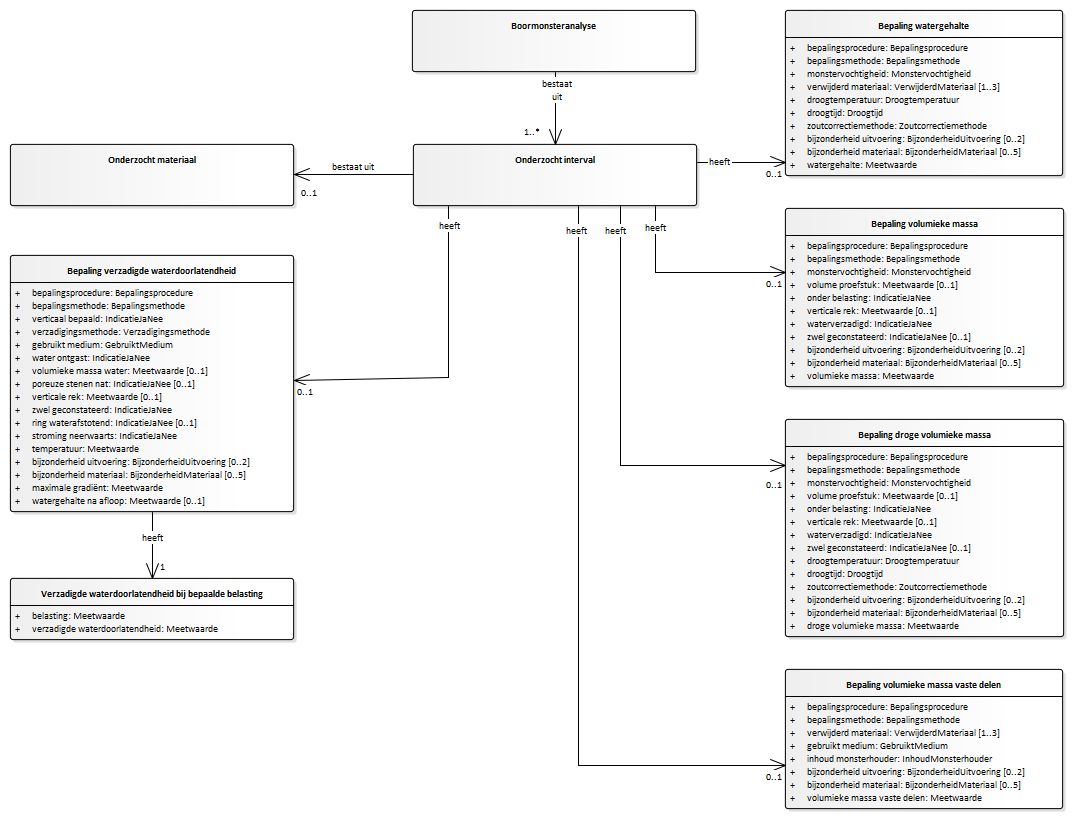 Boormonsteranalyse
bestaat
uit
1..*
Onderzocht interval
bestaat uit
0..1
Onderzocht materiaal
heeft
0..1
Bepaling watergehalte
+ bepalingsprocedure: Bepalingsprocedure
+ bepalingsmethode: Bepalingsmethode
+ monstervochtigheid: Monstervochtigheid
+ verwijderd materiaal: VerwijderdMateriaal [1..3]
+ droogtemperatuur: Droogtemperatuur
+ droogtijd: Droogtijd
+ zoutcorrectiemethode: Zoutcorrectiemethode
+ bijzonderheid uitvoering: BijzonderheidUitvoering [0..2]
+ bijzonderheid materiaal: BijzonderheidMateriaal [0..5]
+ watergehalte: Meetwaarde
heeft
0..1
Bepaling volumieke massa
+ bepalingsprocedure: Bepalingsprocedure
+ bepalingsmethode: Bepalingsmethode
+ monstervochtigheid: Monstervochtigheid
+ volume proefstuk: Meetwaarde [0..1]
+ onder belasting: IndicatieJaNee
+ verticale rek: Meetwaarde [0..1]
+ waterverzadigd: IndicatieJaNee
+ zwel geconstateerd: IndicatieJaNee [0..1]
+ bijzonderheid uitvoering: BijzonderheidUitvoering [0..2]
+ bijzonderheid materiaal: BijzonderheidMateriaal [0..5]
+ volumieke massa: Meetwaarde
heeft
0..1
Bepaling droge volumieke massa
+ bepalingsprocedure: Bepalingsprocedure
+ bepalingsmethode: Bepalingsmethode
+ monstervochtigheid: Monstervochtigheid
+ volume proefstuk: Meetwaarde [0..1]
+ onder belasting: IndicatieJaNee
+ verticale rek: Meetwaarde [0..1]
+ waterverzadigd: IndicatieJaNee
+ zwel geconstateerd: IndicatieJaNee [0..1]
+ droogtemperatuur: Droogtemperatuur
+ droogtijd: Droogtijd
+ zoutcorrectiemethode: Zoutcorrectiemethode
+ bijzonderheid uitvoering: BijzonderheidUitvoering [0..2]
+ bijzonderheid materiaal: BijzonderheidMateriaal [0..5]
+ droge volumieke massa: Meetwaarde
heeft
0..1
Bepaling volumieke massa vaste delen
+ bepalingsprocedure: Bepalingsprocedure
+ bepalingsmethode: Bepalingsmethode
+ verwijderd materiaal: VerwijderdMateriaal [1..3]
+ gebruikt medium: GebruiktMedium
+ inhoud monsterhouder: InhoudMonsterhouder
+ bijzonderheid uitvoering: BijzonderheidUitvoering [0..2]
+ bijzonderheid materiaal: BijzonderheidMateriaal [0..5]
+ volumieke massa vaste delen: Meetwaarde
heeft
0..1
Bepaling verzadigde waterdoorlatendheid
+ bepalingsprocedure: Bepalingsprocedure
+ bepalingsmethode: Bepalingsmethode
+ verticaal bepaald: IndicatieJaNee
+ verzadigingsmethode: Verzadigingsmethode
+ gebruikt medium: GebruiktMedium
+ water ontgast: IndicatieJaNee
+ volumieke massa water: Meetwaarde [0..1]
+ poreuze stenen nat: IndicatieJaNee [0..1]
+ verticale rek: Meetwaarde [0..1]
+ zwel geconstateerd: IndicatieJaNee
+ ring waterafstotend: IndicatieJaNee [0..1]
+ stroming neerwaarts: IndicatieJaNee
+ temperatuur: Meetwaarde
+ bijzonderheid uitvoering: BijzonderheidUitvoering [0..2]
+ bijzonderheid materiaal: BijzonderheidMateriaal [0..5]
+ maximale gradiënt: Meetwaarde
+ watergehalte na afloop: Meetwaarde [0..1]
heeft
1
Verzadigde waterdoorlatendheid bij bepaalde belasting
+ belasting: Meetwaarde
+ verzadigde waterdoorlatendheid: Meetwaarde